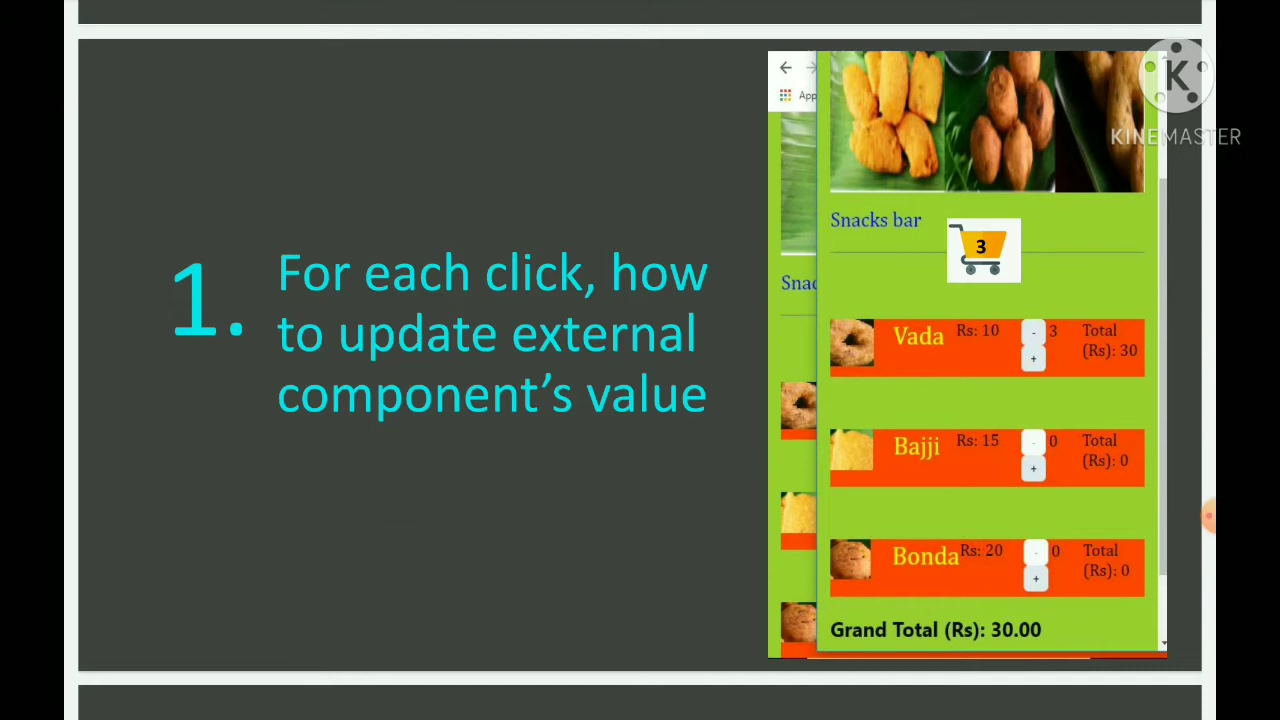 1.
For each click, how
to update external
component's value
App
Snac
K
KINEMASTER
Snacks bar
3
Vada Rs: 10 - 3 Total
+ (Rs): 30
Bajji Rs: 15 - 0 Total
+ (Rs): 0
Bonda Rs: 20 - 0 Total
+ (Rs): 0
Grand Total (Rs): 30.00